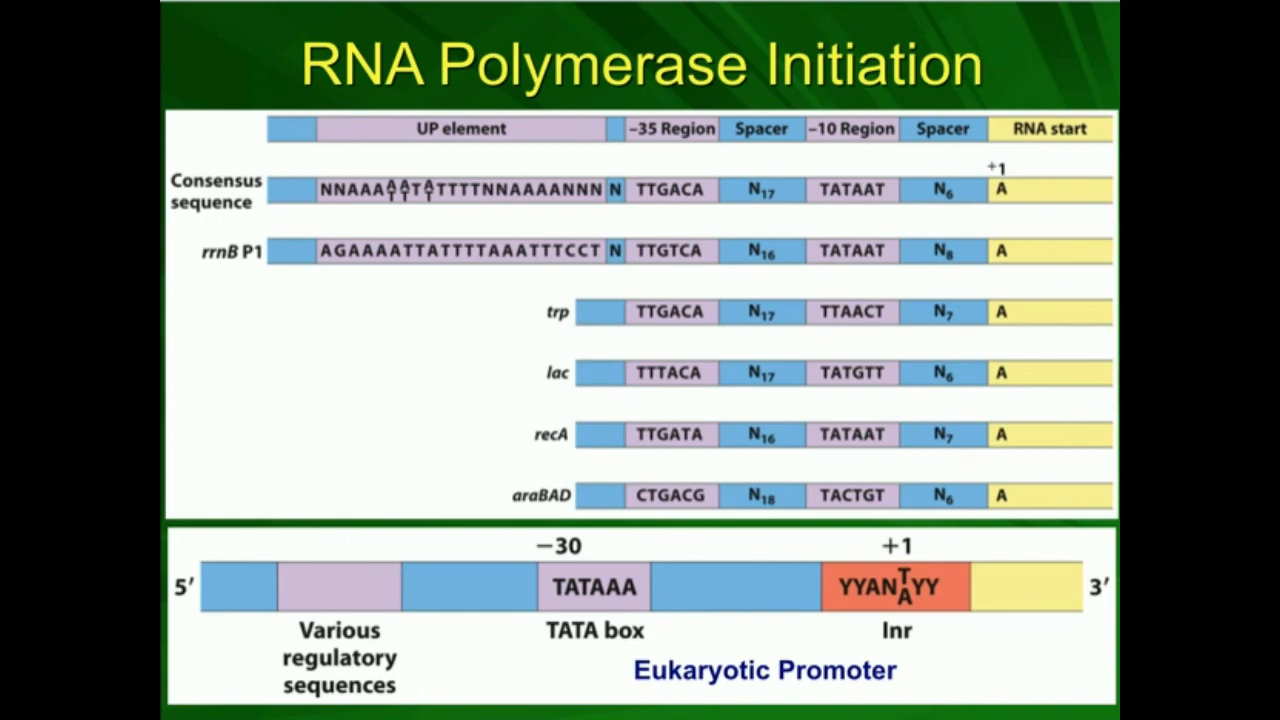 RNA Polymerase Initiation
UP element –35 Region Spacer –10 Region Spacer RNA start
+1
Consensus sequence NNAAAAATATTTTTNNAAAANNN N TTGACA N17 TATAAT N6 A
TT A
rrnB P1 AGAAAATTATTTTAAATTTCCT N TTGTCA N16 TATAAT N8 A
trp TTGACA N17 TTAACT N7 A
lac TTTACA N17 TATGTT N6 A
recA TTGATA N16 TATAAT N7 A
araBAD CTGACG N18 TACTGT N6 A
−30 +1
5′ TATAAA YYANTAYY 3′
Various TATA box Inr
regulatory
sequences
Eukaryotic Promoter